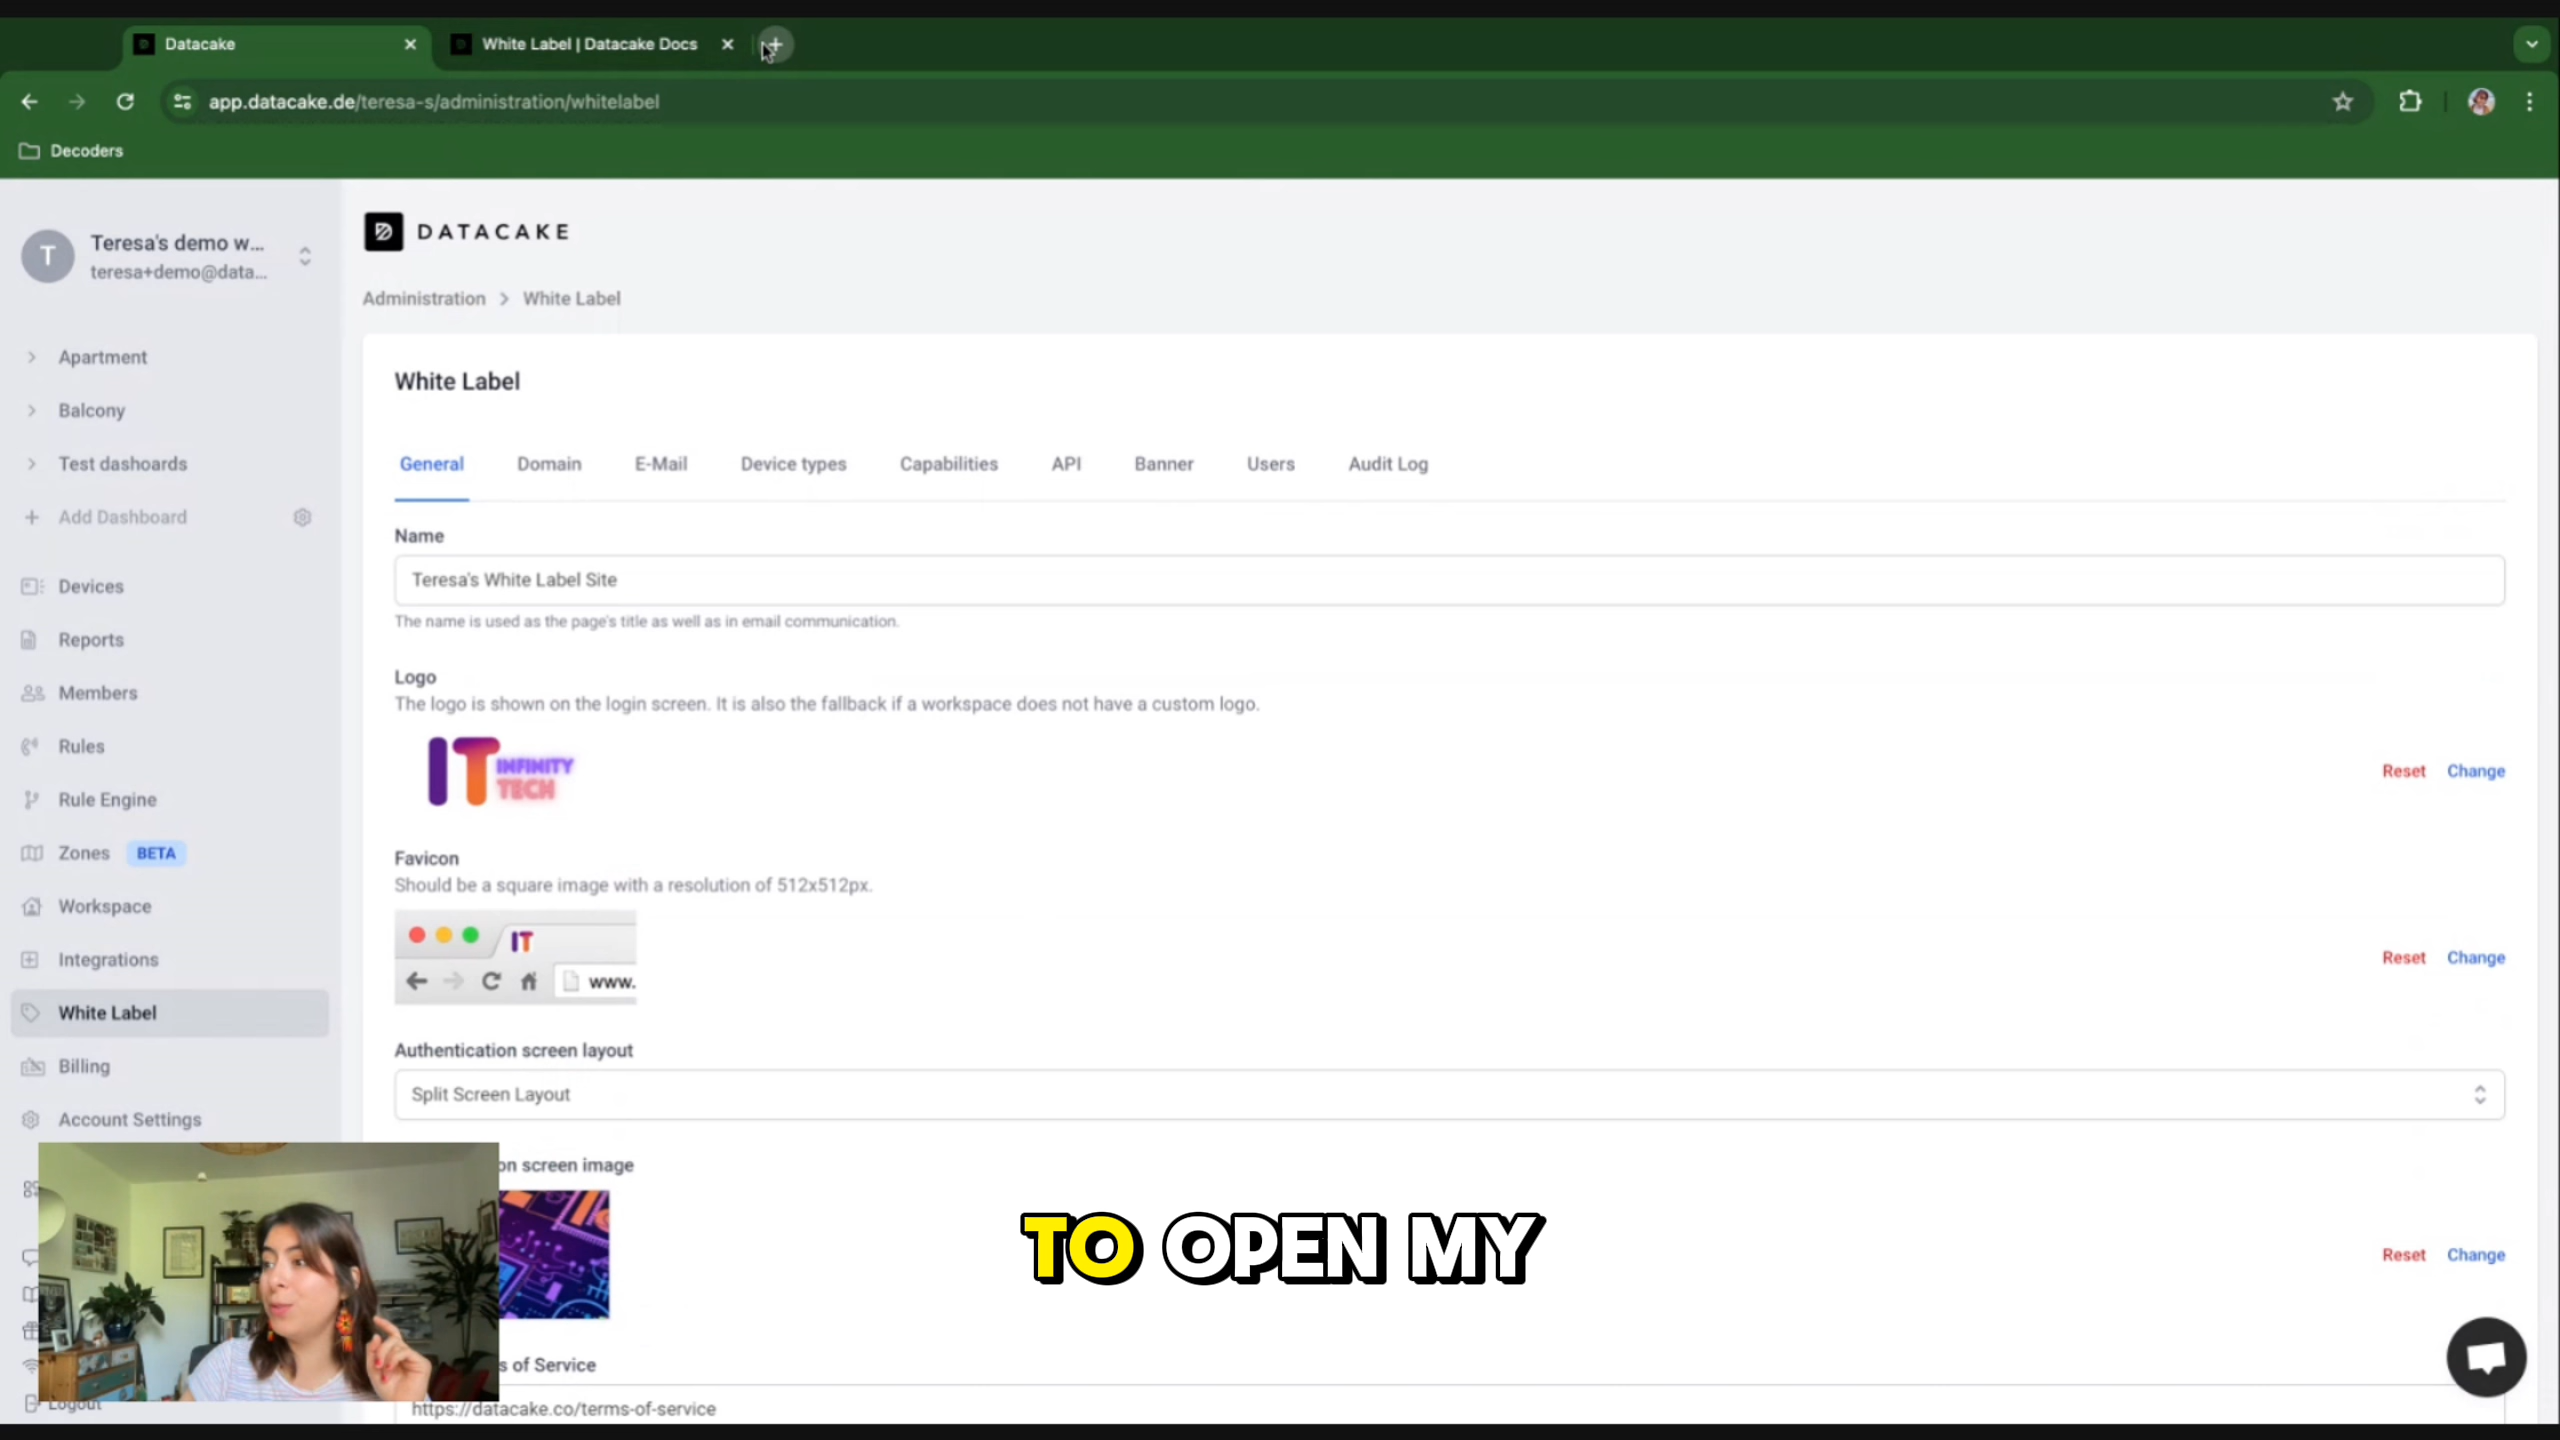 Datacake
White Label | Datacake Docs
app.datacake.de/teresa-s/administration/whitelabel
Decoders
T
Teresa's demo w...
teresa+demo@data...
Apartment
Balcony
Test dashoards
Add Dashboard
Devices
Reports
Members
Rules
Rule Engine
Zones BETA
Workspace
Integrations
White Label
Billing
Account Settings
Logout
DATACAKE
Administration > White Label
White Label
General Domain E-Mail Device types Capabilities API Banner Users Audit Log
Name
Teresa's White Label Site
The name is used as the page's title as well as in email communication.
Logo
The logo is shown on the login screen. It is also the fallback if a workspace does not have a custom logo.
IT INFINITY
TECH
Reset Change
Favicon
Should be a square image with a resolution of 512x512px.
IT
www.
Reset Change
Authentication screen layout
Split Screen Layout
on screen image
Reset Change
s of Service
https://datacake.co/terms-of-service
TO OPEN MY